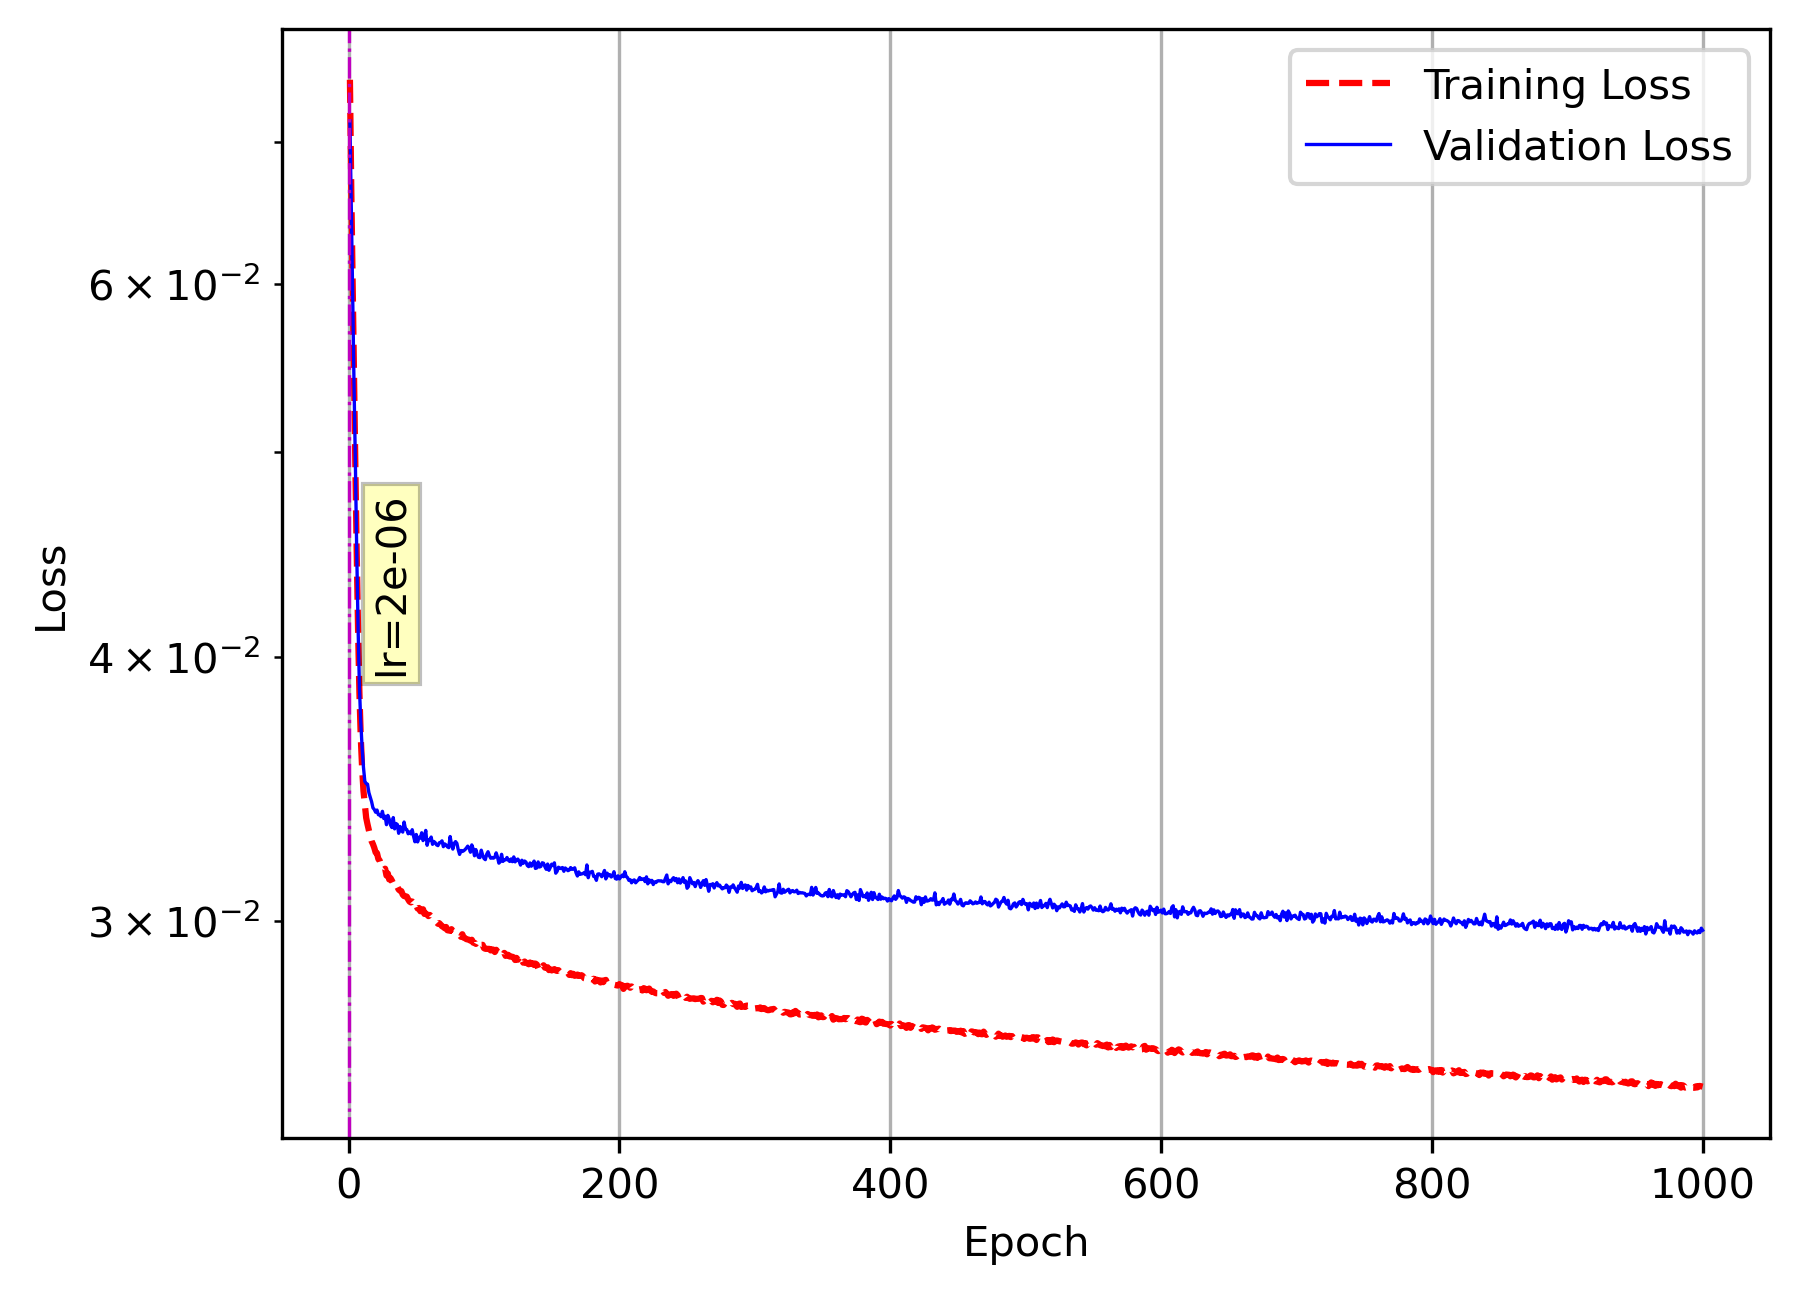 Training Loss
Validation Loss
6 × 10⁻²
4 × 10⁻²
3 × 10⁻²
Loss
lr=2e-06
0 200 400 600 800 1000
Epoch